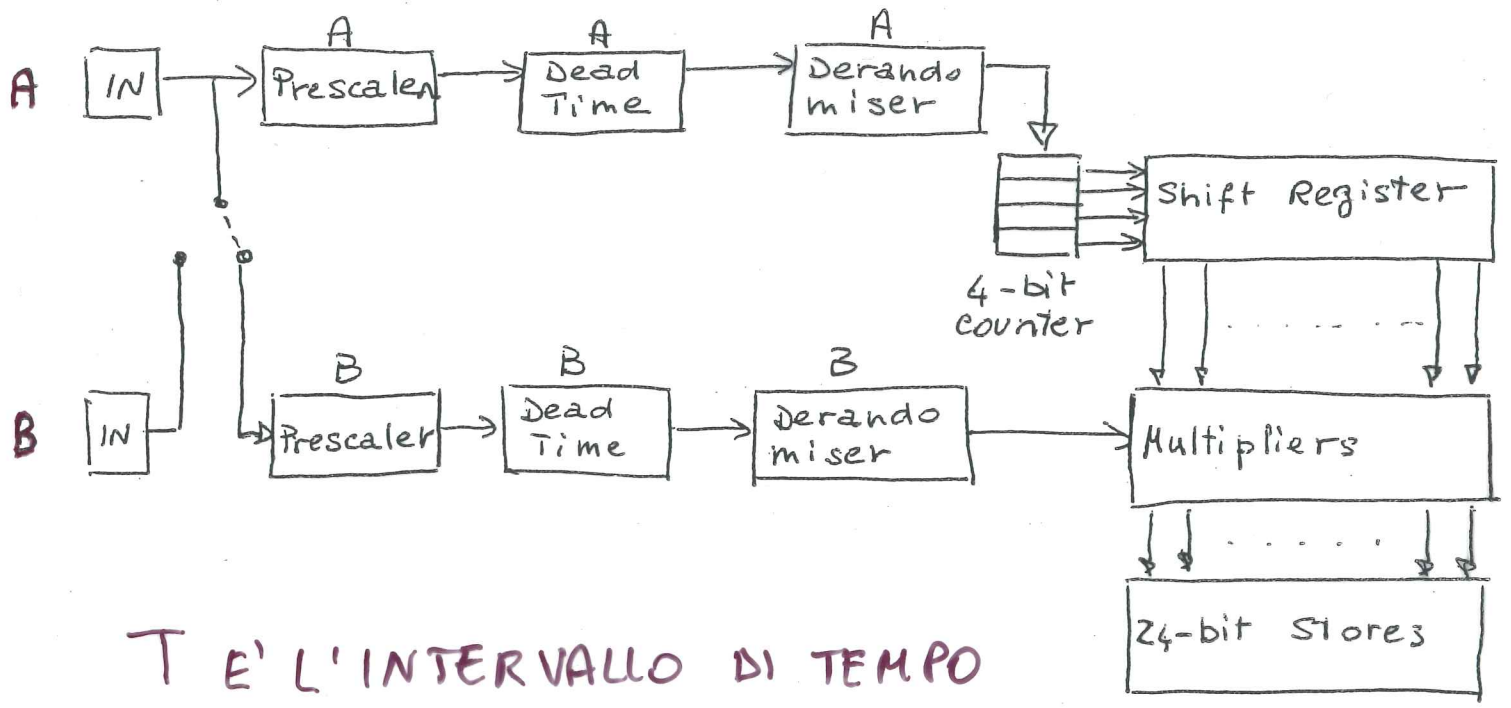 A
IN
A
Prescaler
A
Dead
Time
A
Derando
miser
4-bit
counter
Shift Register
B
IN
B
Prescaler
B
Dead
Time
B
Derando
miser
Multipliers
24-bit Stores
T E' L'INTERVALLO DI TEMPO